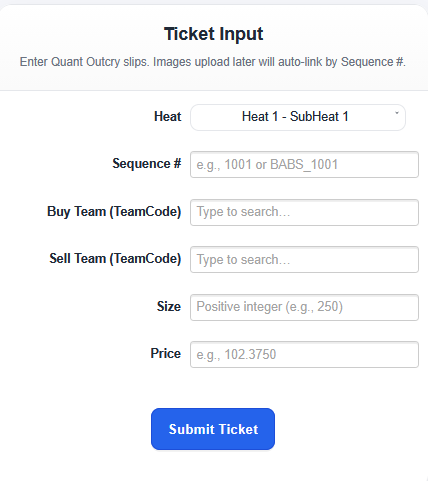 Ticket Input
Enter Quant Outcry slips. Images upload later will auto-link by Sequence #.
Heat
Heat 1 - SubHeat 1
Sequence #
e.g., 1001 or BABS_1001
Buy Team (TeamCode)
Type to search...
Sell Team (TeamCode)
Type to search...
Size
Positive integer (e.g., 250)
Price
e.g., 102.3750
Submit Ticket